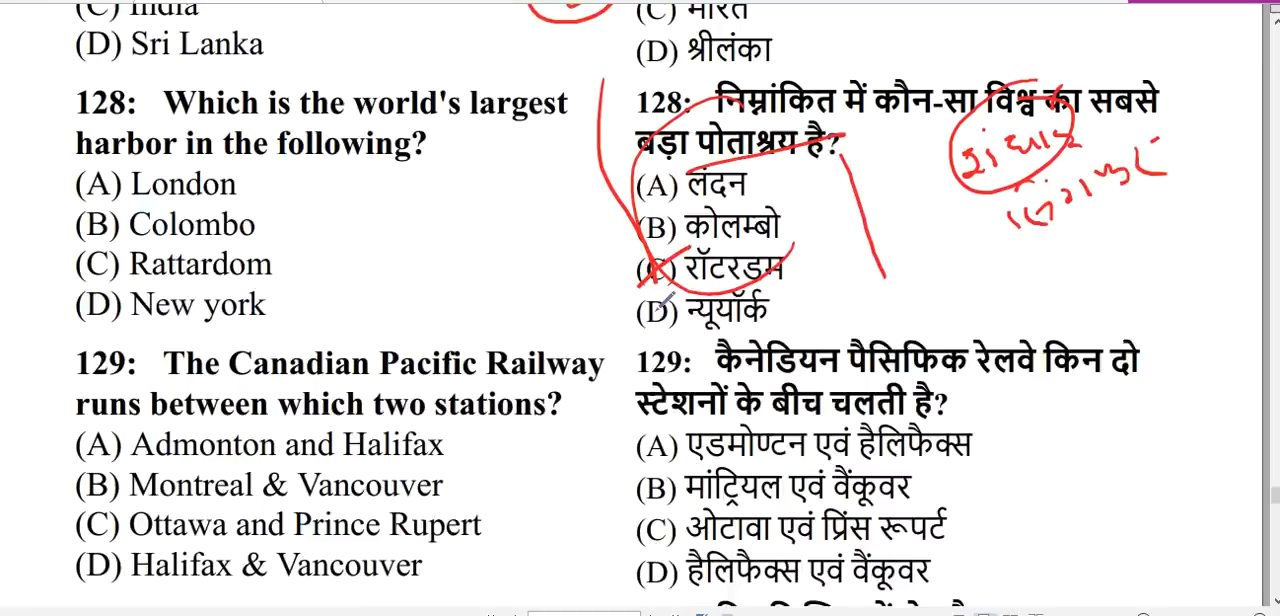 (C) India
(D) Sri Lanka
128: Which is the world's largest
harbor in the following?
(A) London
(B) Colombo
(C) Rattardom
(D) New york
129: The Canadian Pacific Railway
runs between which two stations?
(A) Admonton and Halifax
(B) Montreal & Vancouver
(C) Ottawa and Prince Rupert
(D) Halifax & Vancouver
(C) भारत
(D) श्रीलंका
128: निम्नांकित में कौन-सा विश्व का सबसे
बड़ा पोताश्रय है?
(A) लंदन
(B) कोलम्बो
(C) रॉटरडम
(D) न्यूयॉर्क
129: कैनेडियन पैसिफिक रेलवे किन दो
स्टेशनों के बीच चलती है?
(A) एडमोण्टन एवं हैलिफैक्स
(B) मांट्रियल एवं वैंकूवर
(C) ओटावा एवं प्रिंस रूपर्ट
(D) हैलिफैक्स एवं वैंकूवर